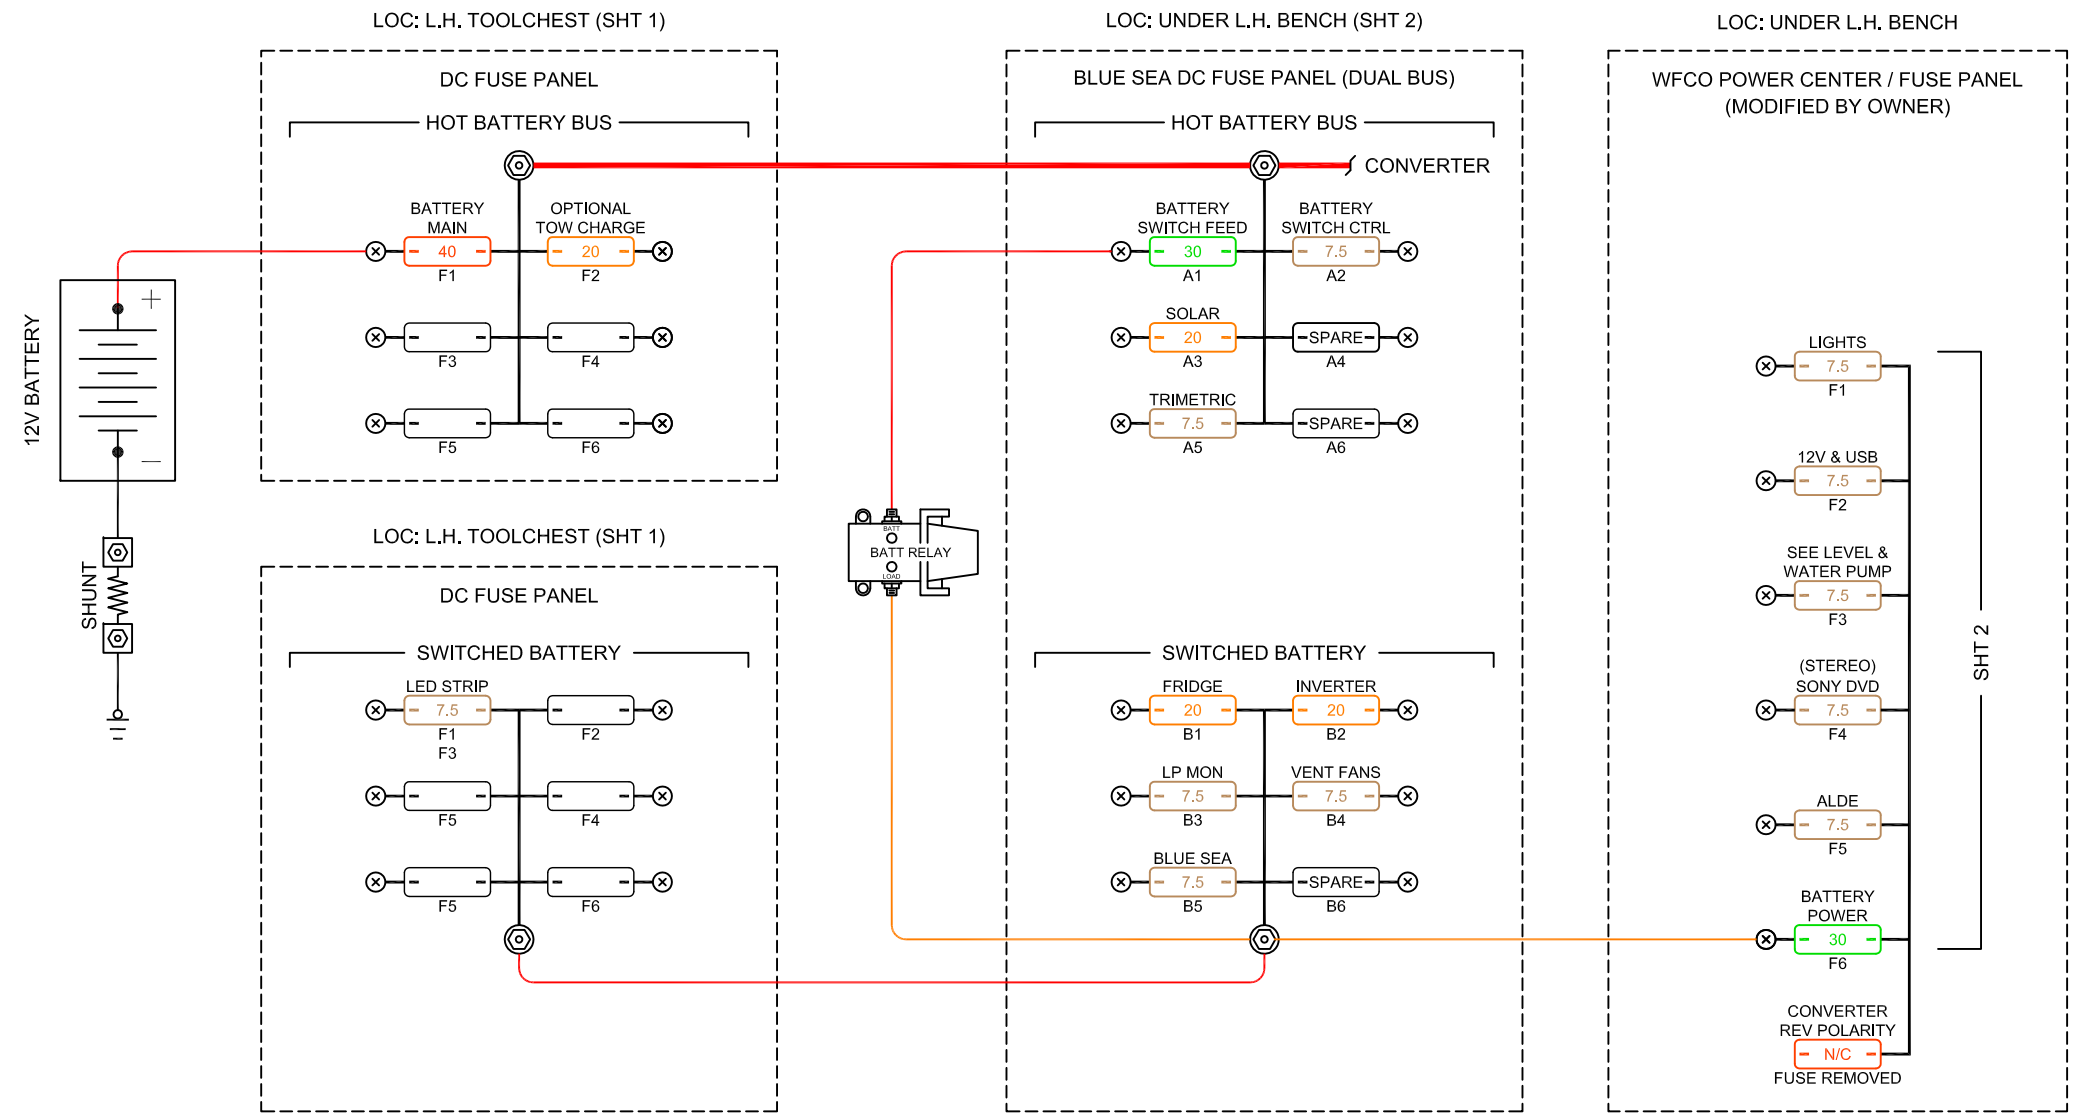 LOC: L.H. TOOLCHEST (SHT 1)
DC FUSE PANEL
HOT BATTERY BUS
BATTERY
MAIN
40
F1
OPTIONAL
TOW CHARGE
20
F2
F3
F4
F5
F6
12V BATTERY
+
—
SHUNT
LOC: L.H. TOOLCHEST (SHT 1)
DC FUSE PANEL
SWITCHED BATTERY
LED STRIP
7.5
F1
F3
F2
F5
F4
F5
F6
BATT
BATT RELAY
LOAD
LOC: UNDER L.H. BENCH (SHT 2)
BLUE SEA DC FUSE PANEL (DUAL BUS)
HOT BATTERY BUS
CONVERTER
BATTERY
SWITCH FEED
30
A1
BATTERY
SWITCH CTRL
7.5
A2
SOLAR
20
A3
SPARE
A4
TRIMETRIC
7.5
A5
SPARE
A6
SWITCHED BATTERY
FRIDGE
20
B1
INVERTER
20
B2
LP MON
7.5
B3
VENT FANS
7.5
B4
BLUE SEA
7.5
B5
SPARE
B6
LOC: UNDER L.H. BENCH
WFCO POWER CENTER / FUSE PANEL
(MODIFIED BY OWNER)
LIGHTS
7.5
F1
12V & USB
7.5
F2
SEE LEVEL &
WATER PUMP
7.5
F3
(STEREO)
SONY DVD
7.5
F4
ALDE
7.5
F5
BATTERY
POWER
30
F6
CONVERTER
REV POLARITY
N/C
FUSE REMOVED
SHT 2